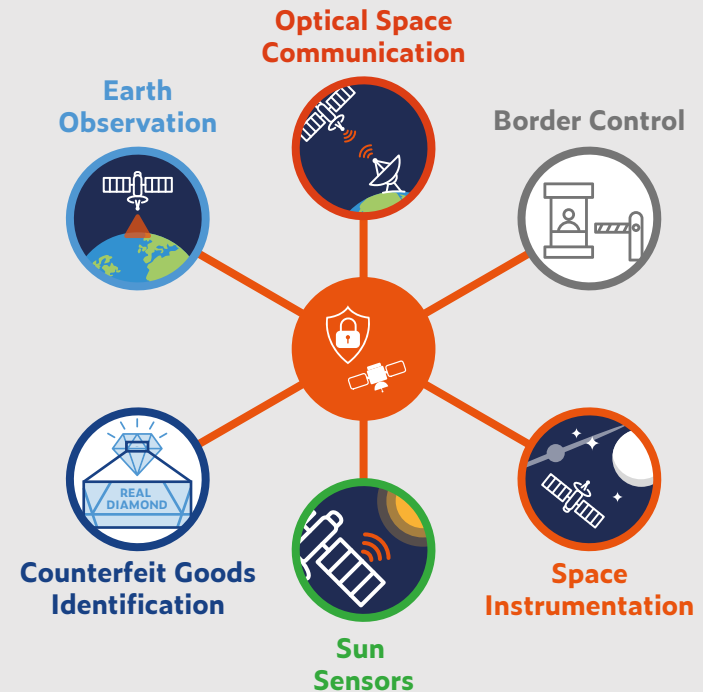 Optical Space
Communication
Earth
Observation
Border Control
REAL
DIAMOND
Counterfeit Goods
Identification
Space
Instrumentation
Sun
Sensors